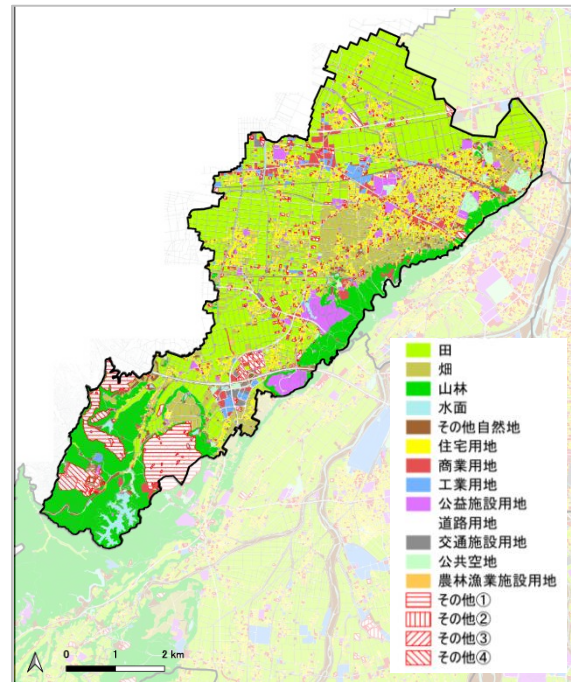 田
畑
山林
水面
その他自然地
住宅用地
商業用地
工業用地
公益施設用地
道路用地
交通施設用地
公共空地
農林漁業施設用地
その他①
その他②
その他③
その他④
0 1 2 km